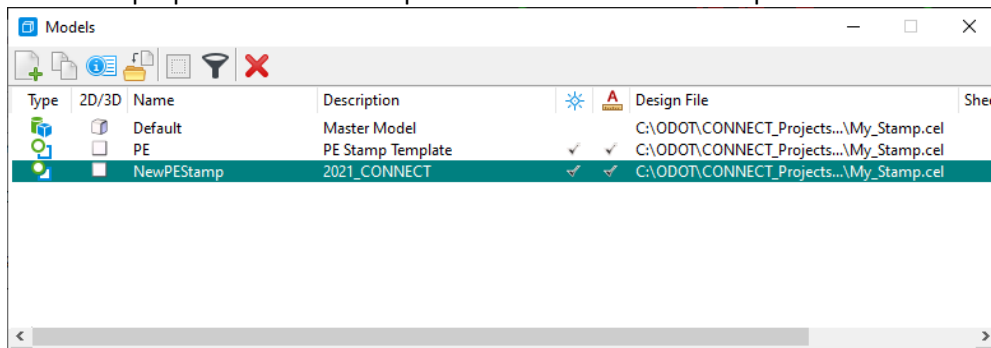 Models
Type 2D/3D Name Description A Design File Shee
Default Master Model C:\ODOT\CONNECT_Projects...\My_Stamp.cel
PE PE Stamp Template C:\ODOT\CONNECT_Projects...\My_Stamp.cel
NewPEStamp 2021_CONNECT C:\ODOT\CONNECT_Projects...\My_Stamp.cel